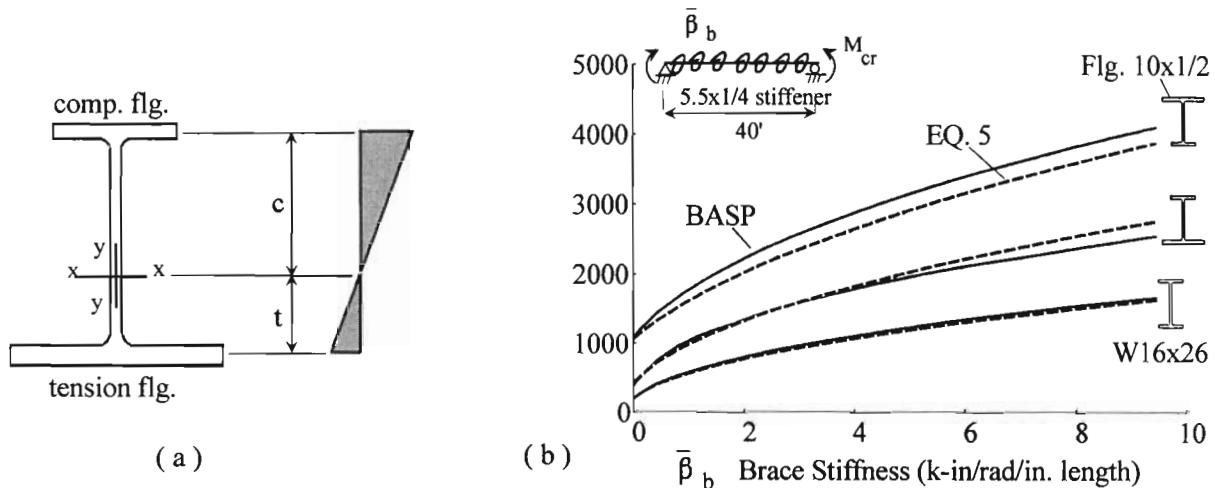 comp. flg.
c
y
x x
y
t
tension flg.
( a )
β̄ b
M cr
5.5x1/4 stiffener
40'
Flg. 10x1/2
EQ. 5
BASP
W16x26
5000
4000
3000
2000
1000
0
0 2 4 6 8 10
( b )
β̄ b Brace Stiffness (k-in/rad/in. length)